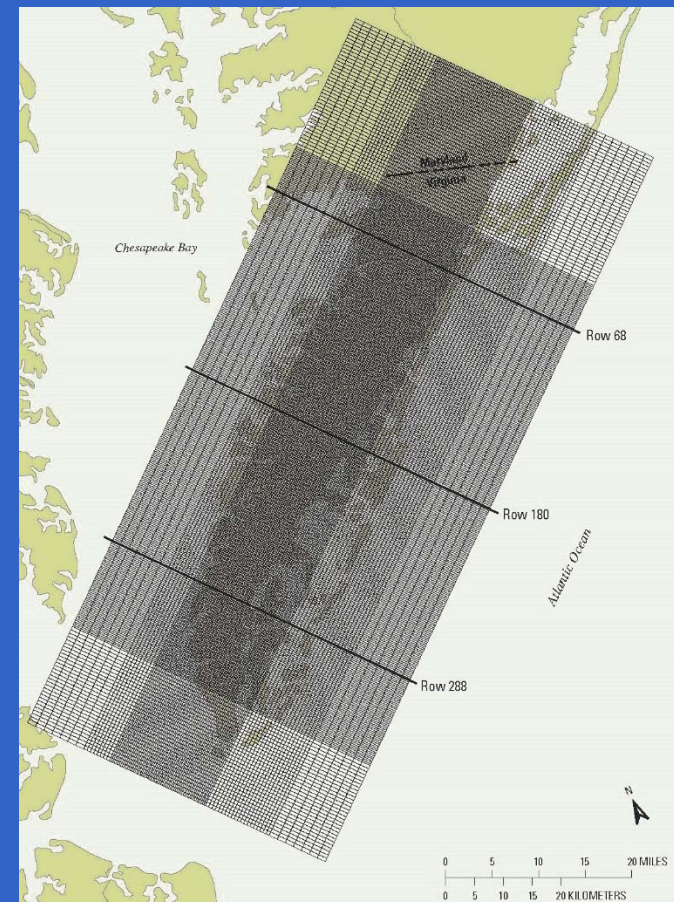 Maryland
Virginia
Chesapeake Bay
Row 68
Row 180
Atlantic Ocean
Row 288
N
0 5 10 15 20 MILES
0 5 10 15 20 KILOMETERS